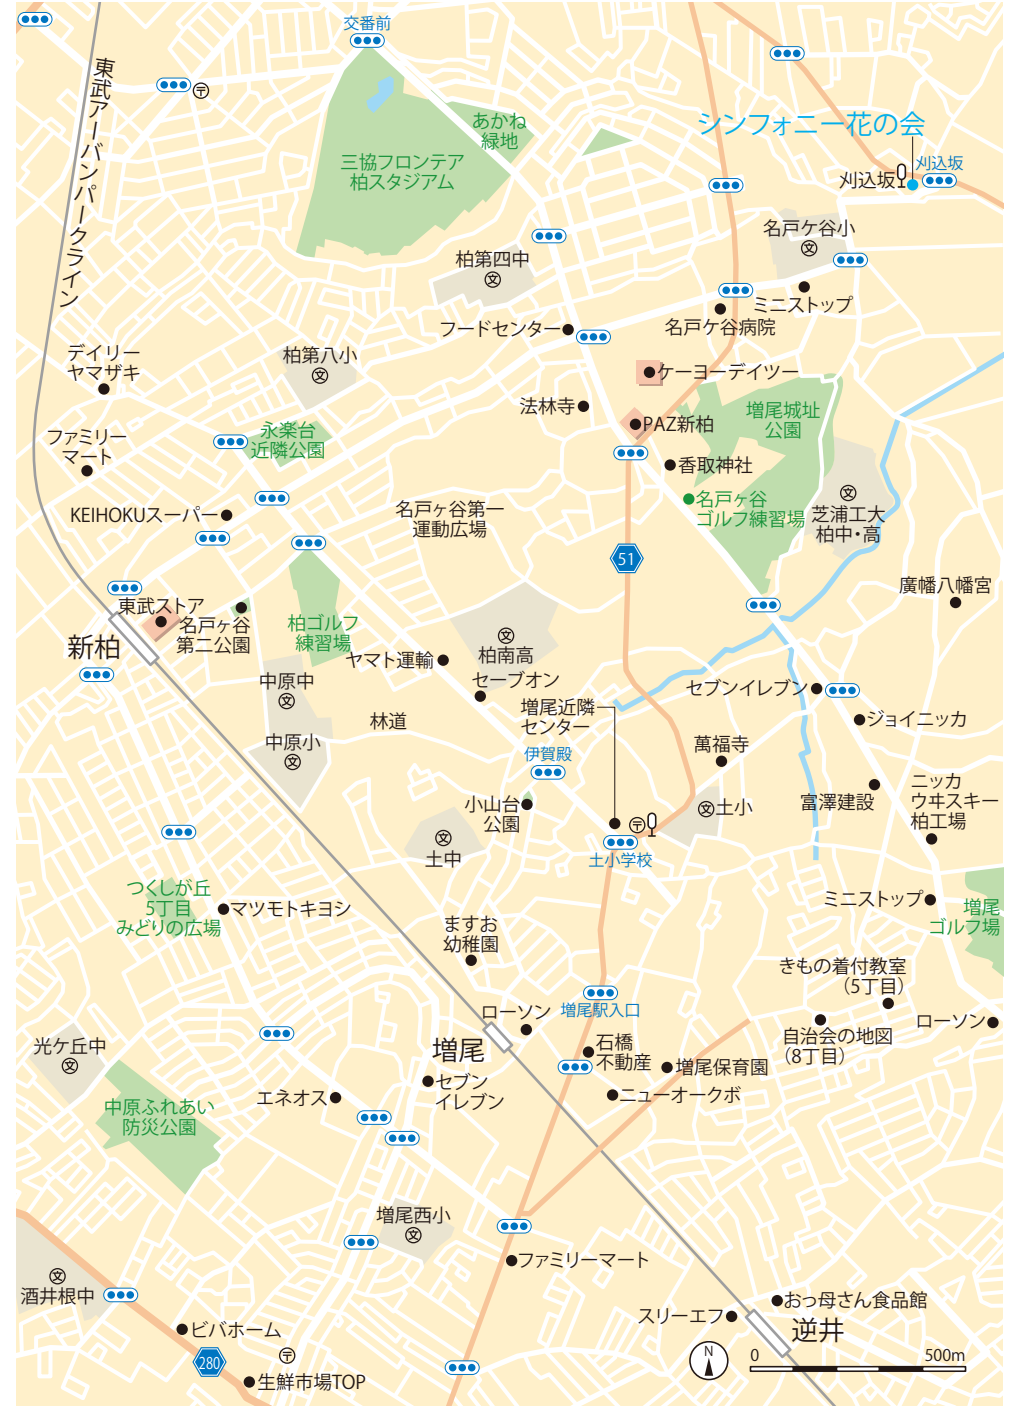 交番前
東武アーバンパークライン
あかね
緑地
三協フロンテア
柏スタジアム
シンフォニー花の会
刈込坂
刈込坂
名戸ケ谷小
文
柏第四中
文
ミニストップ
名戸ケ谷病院
フードセンター
デイリー
ヤマザキ
柏第八小
文
ケーヨーデイツー
法林寺
PAZ新柏
増尾城址
公園
永楽台
近隣公園
ファミリー
マート
香取神社
名戸ヶ谷
ゴルフ練習場
文
芝浦工大
柏中・高
KEIHOKUスーパー
名戸ヶ谷第一
運動広場
51
廣幡八幡宮
東武ストア
名戸ヶ谷
第二公園
新柏
柏ゴルフ
練習場
文
柏南高
ヤマト運輸
セーブオン
中原中
文
林道
中原小
文
増尾近隣
センター
セブンイレブン
ジョイニッカ
萬福寺
伊賀殿
小山台
公園
富澤建設
ニッカ
ウヰスキー
柏工場
文土小
〒
土小学校
文
土中
つくしが丘
5丁目
みどりの広場
マツモトキヨシ
ミニストップ
増尾
ゴルフ場
ますお
幼稚園
きもの着付教室
（5丁目）
増尾駅入口
ローソン
自治会の地図
（8丁目）
ローソン
増尾
石橋
不動産
増尾保育園
光ケ丘中
文
セブン
イレブン
ニューオークボ
エネオス
中原ふれあい
防災公園
増尾西小
文
ファミリーマート
文
酒井根中
おっ母さん食品館
スリーエフ
逆井
ビバホーム
280
〒
生鮮市場TOP
N
0
500m